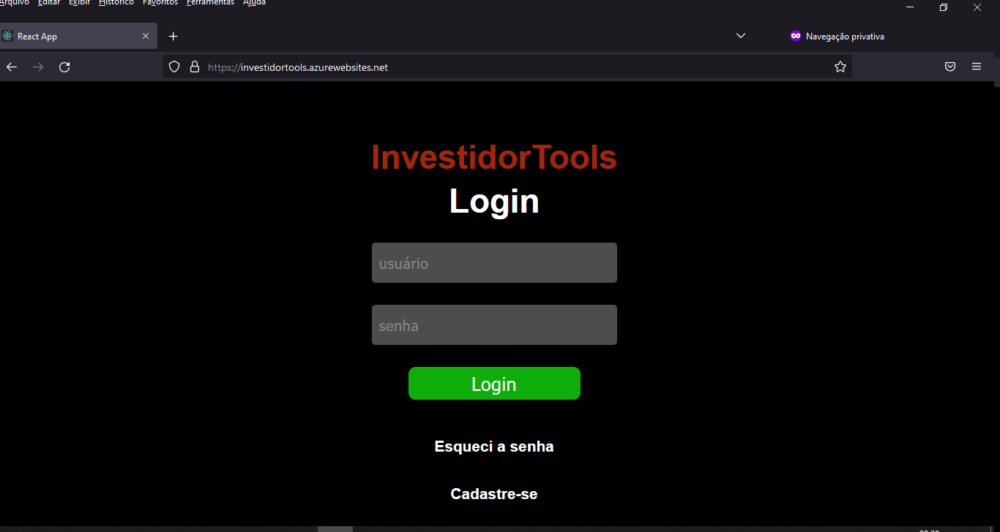 Arquivo Editar Exibir Histórico Favoritos Ferramentas Ajuda
React App
Navegação privativa
https://investidortools.azurewebsites.net
InvestidorTools
Login
usuário
senha
Login
Esqueci a senha
Cadastre-se